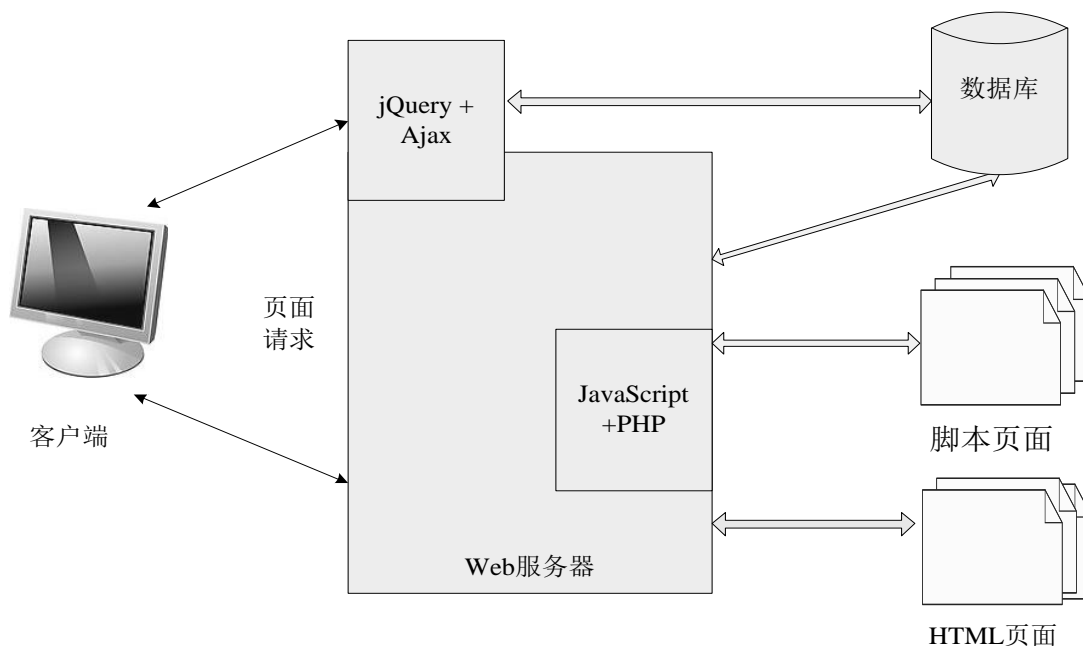 jQuery +
Ajax
数据库
页面
请求
JavaScript
+PHP
客户端
脚本页面
Web服务器
HTML页面